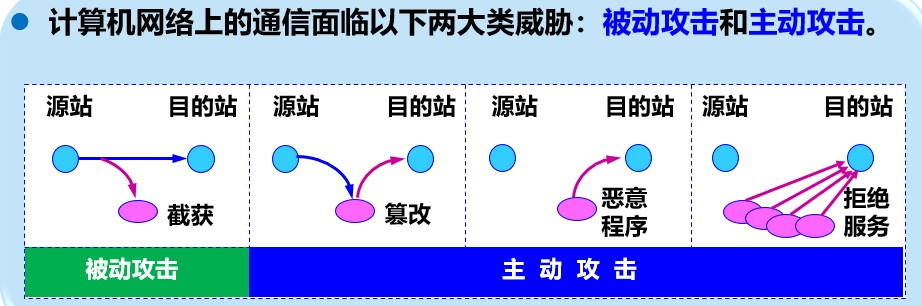 计算机网络上的通信面临以下两大类威胁：被动攻击和主动攻击。
源站 目的站 源站 目的站 源站 目的站 源站 目的站
截获
篡改
恶意
程序
拒绝
服务
被动攻击
主 动 攻 击